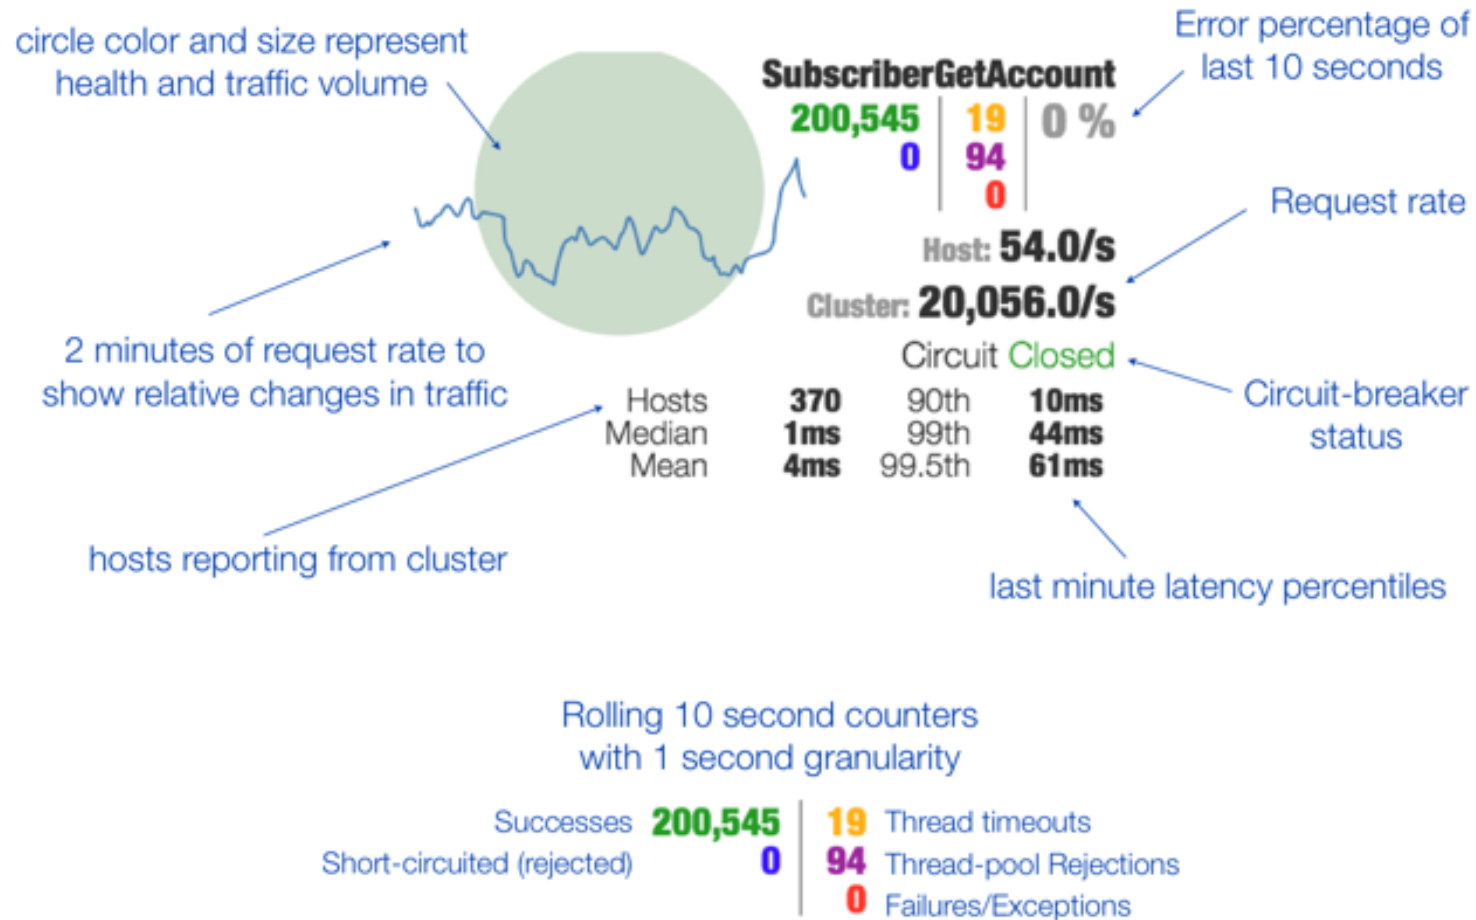 circle color and size represent
health and traffic volume
Error percentage of
last 10 seconds
SubscriberGetAccount
200,545 19 0 %
0 94
0
Request rate
Host: 54.0/s
Cluster: 20,056.0/s
2 minutes of request rate to
show relative changes in traffic
Circuit Closed
Circuit-breaker
status
Hosts 370 90th 10ms
Median 1ms 99th 44ms
Mean 4ms 99.5th 61ms
hosts reporting from cluster
last minute latency percentiles
Rolling 10 second counters
with 1 second granularity
Successes 200,545 19 Thread timeouts
Short-circuited (rejected) 0 94 Thread-pool Rejections
0 Failures/Exceptions